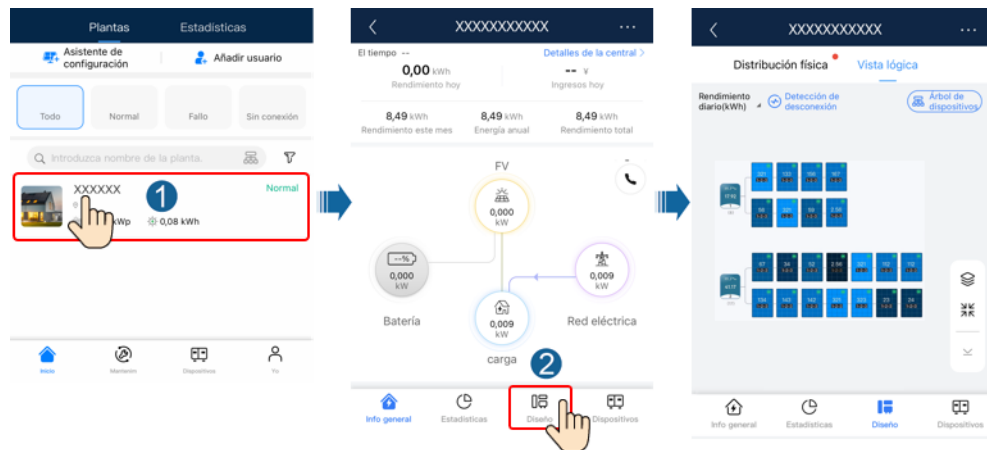 Plantas Estadísticas
Asistente de
configuración
Añadir usuario
Todo Normal Fallo Sin conexión
Introduzca nombre de la planta.
XXXXXX Normal
1
kWp 0,08 kWh
Inicio Mantenim Dispositivos Yo
XXXXXXXXXXX ...
El tiempo -- Detalles de la central >
0,00 kWh -- ¥
Rendimiento hoy Ingresos hoy
8,49 kWh 8,49 kWh 8,49 kWh
Rendimiento este mes Energía anual Rendimiento total
FV
0,000
kW
--%
0,000
kW
0,009
kW
Batería
0,009
kW
Red eléctrica
carga
2
Info general Estadísticas Diseño Dispositivos
XXXXXXXXXXX ...
Distribución física Vista lógica
Rendimiento
diario(kWh)
Detección de
desconexión
Árbol de
dispositivos
Info general Estadísticas Diseño Dispositivos